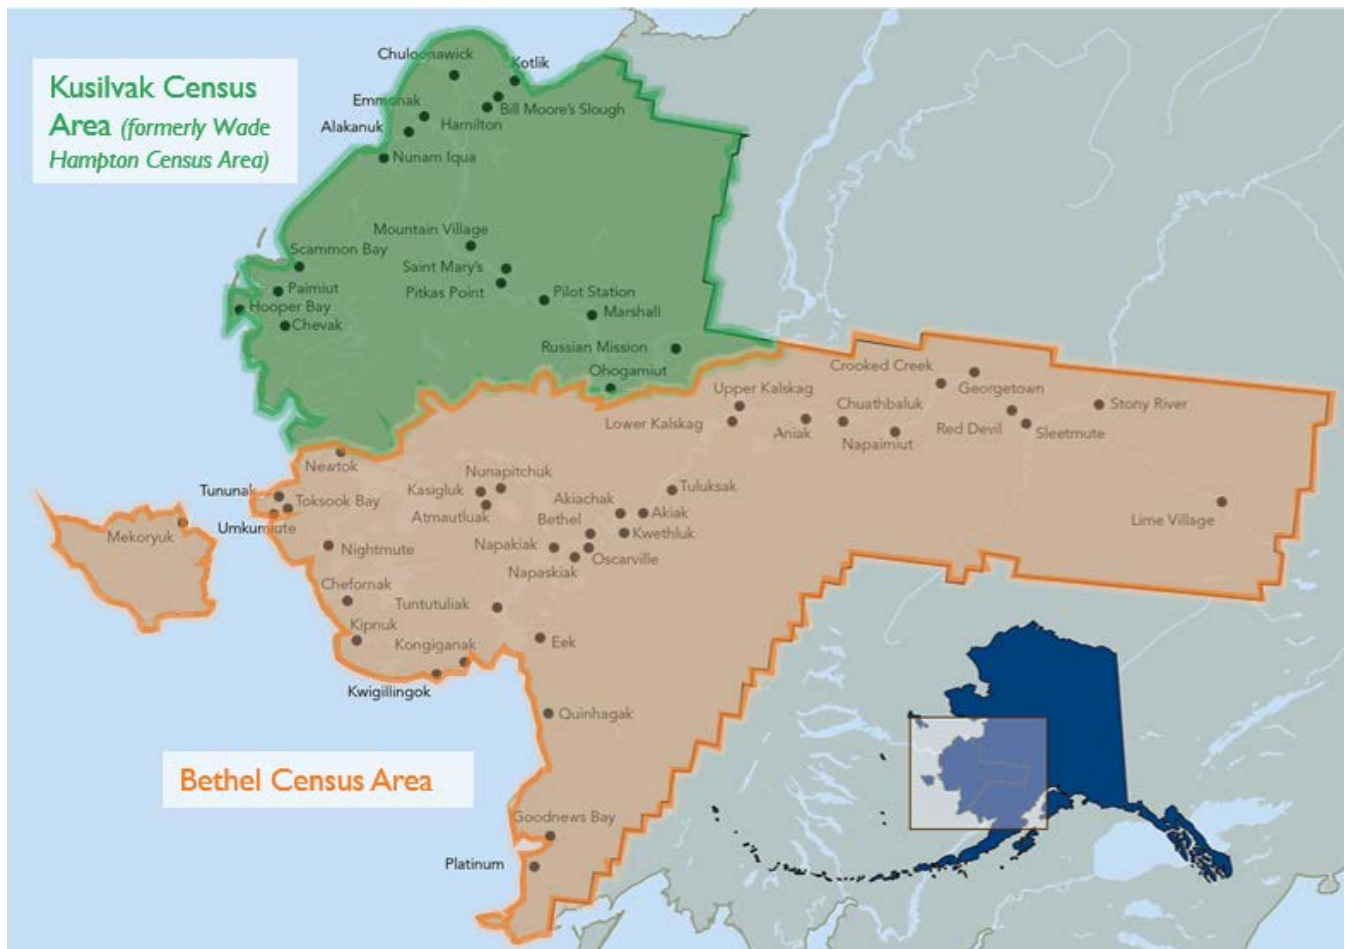 Kusilvak Census
Area (formerly Wade
Hampton Census Area)
Chuloonawick
Kotlik
Emmonak
Bill Moore's Slough
Alakanuk
Hamilton
Nunam Iqua
Mountain Village
Scammon Bay
Saint Mary's
Paimiut
Pitkas Point
Pilot Station
Hooper Bay
Marshall
Chevak
Russian Mission
Ohogamiut
Crooked Creek
Upper Kalskag
Georgetown
Chuathbaluk
Stony River
Lower Kalskag
Aniak
Napaimiut
Red Devil
Sleetmute
Newtok
Nunapitchuk
Tununak
Kasigluk
Tuluksak
Toksook Bay
Akiachak
Atmautluak
Akiak
Bethel
Lime Village
Umkumiute
Mekoryuk
Kwethluk
Nightmute
Napakiak
Oscarville
Napaskiak
Chefornak
Tuntutuliak
Kipnuk
Kongiganak
Eek
Kwigillingok
Quinhagak
Bethel Census Area
Goodnews Bay
Platinum